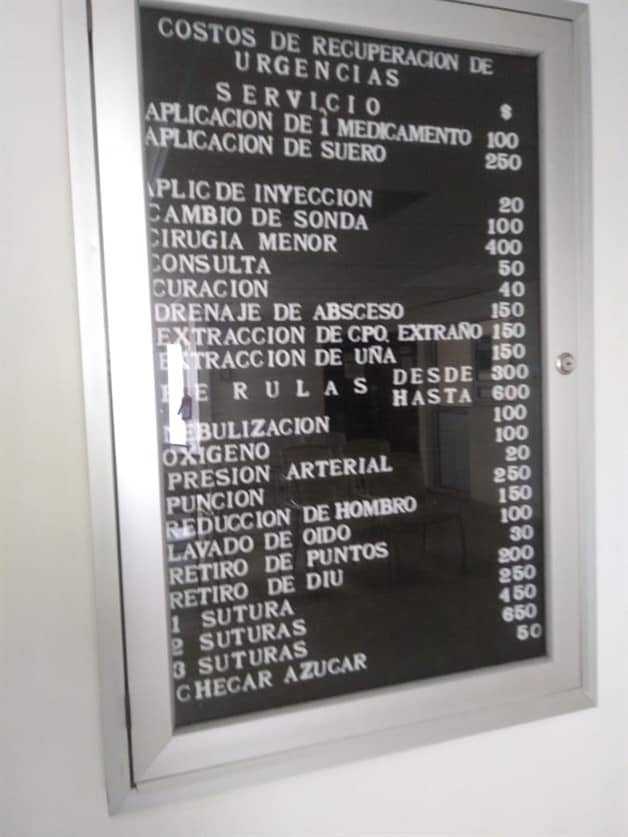 COSTOS DE RECUPERACION DE
URGENCIAS
SERVICIO $
APLICACION DE 1 MEDICAMENTO 100
APLICACION DE SUERO 250
APLIC DE INYECCION 20
CAMBIO DE SONDA 100
CIRUGIA MENOR 400
CONSULTA 50
CURACION 40
DRENAJE DE ABSCESO 150
EXTRACCION DE CPO. EXTRAÑO 150
EXTRACCION DE UÑA 150
FERULAS DESDE 300
HASTA 600
NEBULIZACION 100
OXIGENO 100
PRESION ARTERIAL 20
PUNCION 250
REDUCCION DE HOMBRO 150
LAVADO DE OIDO 100
RETIRO DE PUNTOS 30
RETIRO DE DIU 200
1 SUTURA 250
2 SUTURAS 450
3 SUTURAS 650
CHECAR AZUCAR 50